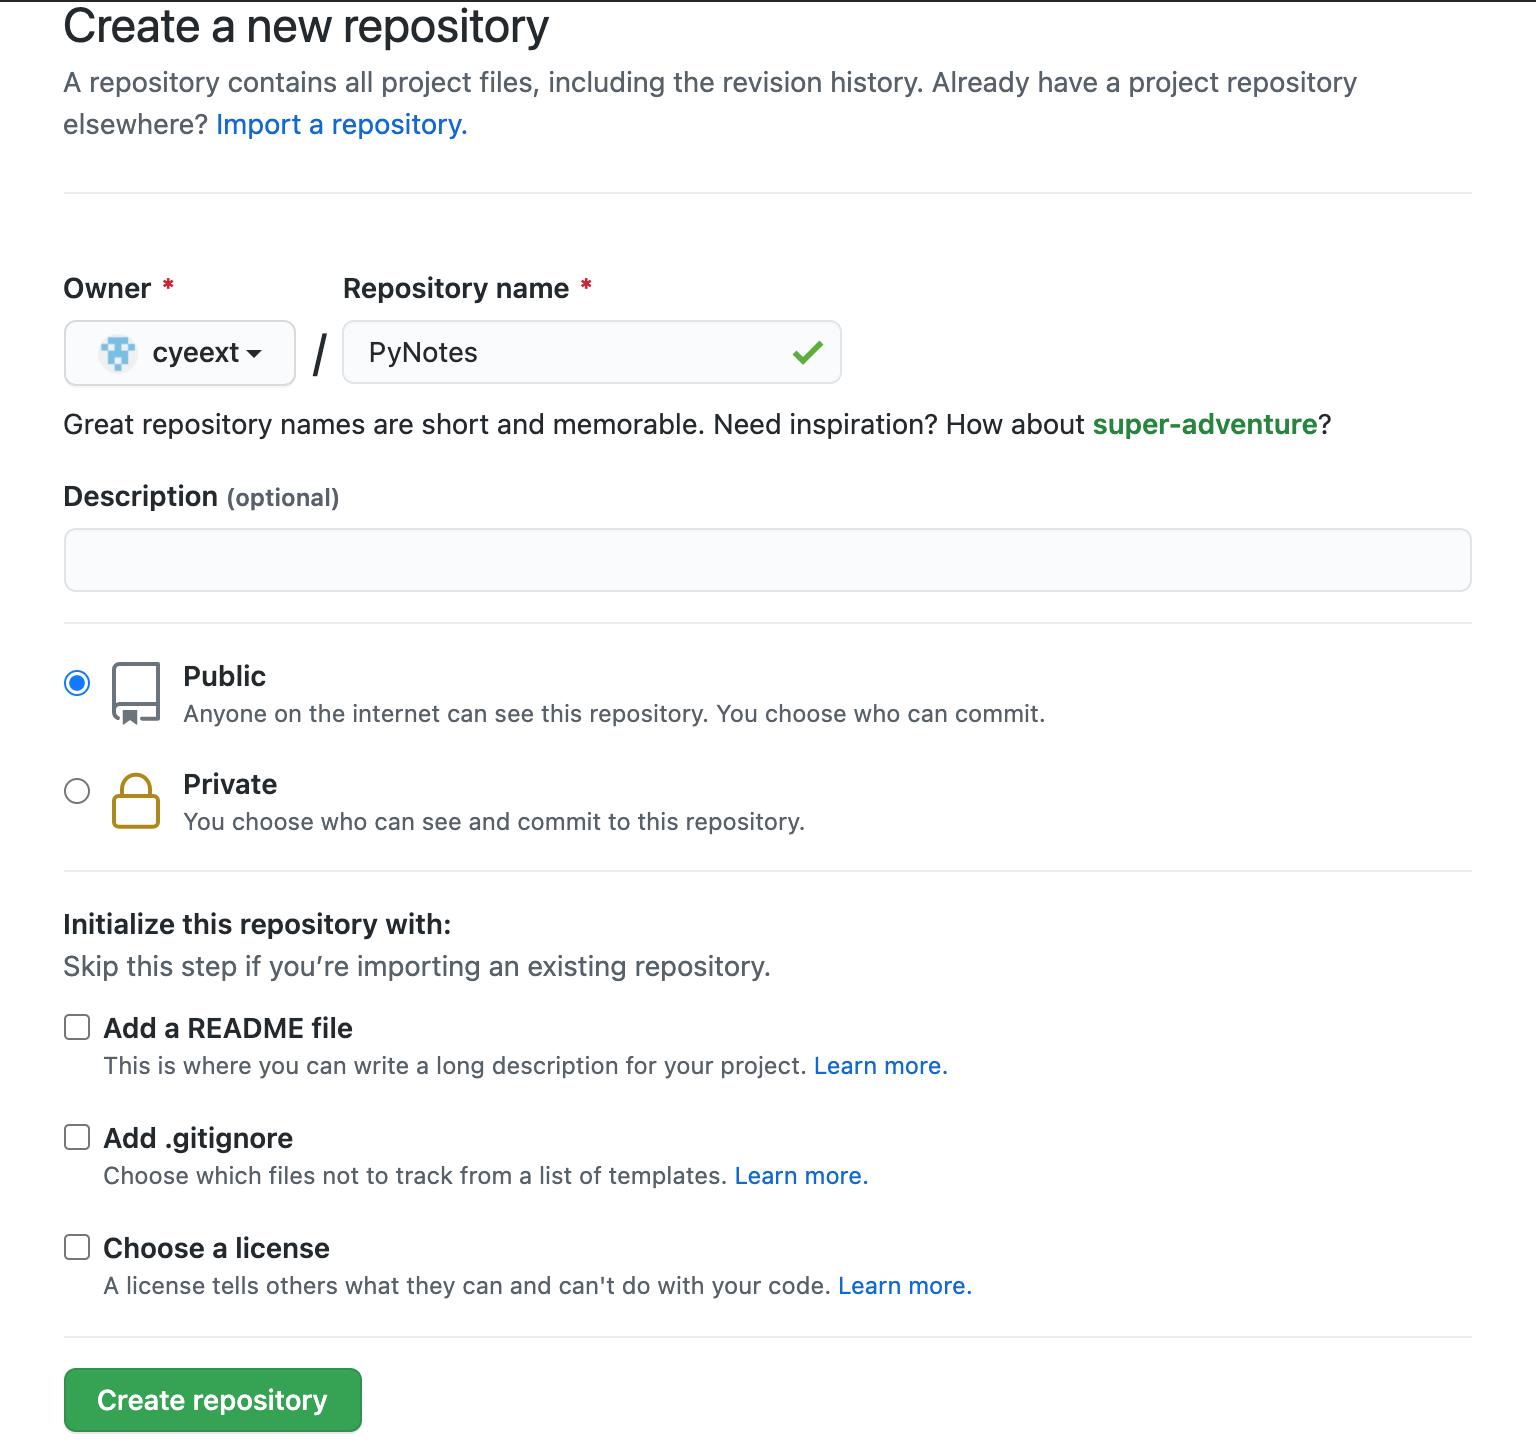 Create a new repository
A repository contains all project files, including the revision history. Already have a project repository
elsewhere? Import a repository.
Owner * Repository name *
cyeext / PyNotes
Great repository names are short and memorable. Need inspiration? How about super-adventure?
Description (optional)
Public
Anyone on the internet can see this repository. You choose who can commit.
Private
You choose who can see and commit to this repository.
Initialize this repository with:
Skip this step if you’re importing an existing repository.
Add a README file
This is where you can write a long description for your project. Learn more.
Add .gitignore
Choose which files not to track from a list of templates. Learn more.
Choose a license
A license tells others what they can and can't do with your code. Learn more.
Create repository